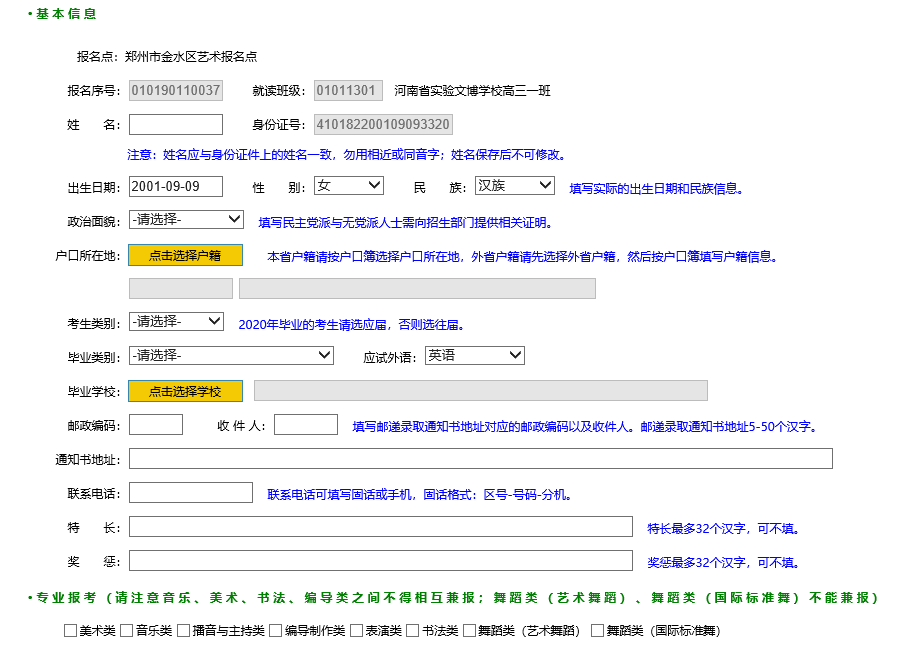 •基本信息
报名点：郑州市金水区艺术报名点
报名序号：010190110037 就读班级：01011301 河南省实验文博学校高三一班
姓 名： 身份证号：410182200109093320
注意：姓名应与身份证件上的姓名一致，勿用相近或同音字；姓名保存后不可修改。
出生日期：2001-09-09 性 别：女 民 族：汉族 填写实际的出生日期和民族信息。
政治面貌：-请选择- 填写民主党派与无党派人士需向招生部门提供相关证明。
户口所在地：点击选择户籍 本省户籍请按户口簿选择户口所在地，外省户籍请先选择外省户籍，然后按户口簿填写户籍信息。
考生类别：-请选择- 2020年毕业的考生请选应届，否则选往届。
毕业类别：-请选择- 应试外语：英语
毕业学校：点击选择学校
邮政编码： 收 件 人： 填写邮递录取通知书地址对应的邮政编码以及收件人。邮递录取通知书地址5-50个汉字。
通知书地址：
联系电话： 联系电话可填写固话或手机，固话格式：区号-号码-分机。
特 长： 特长最多32个汉字，可不填。
奖 惩： 奖惩最多32个汉字，可不填。
•专业报考（请注意音乐、美术、书法、编导类之间不得相互兼报；舞蹈类（艺术舞蹈）、舞蹈类（国际标准舞）不能兼报）
美术类 音乐类 播音与主持类 编导制作类 表演类 书法类 舞蹈类（艺术舞蹈） 舞蹈类（国际标准舞）